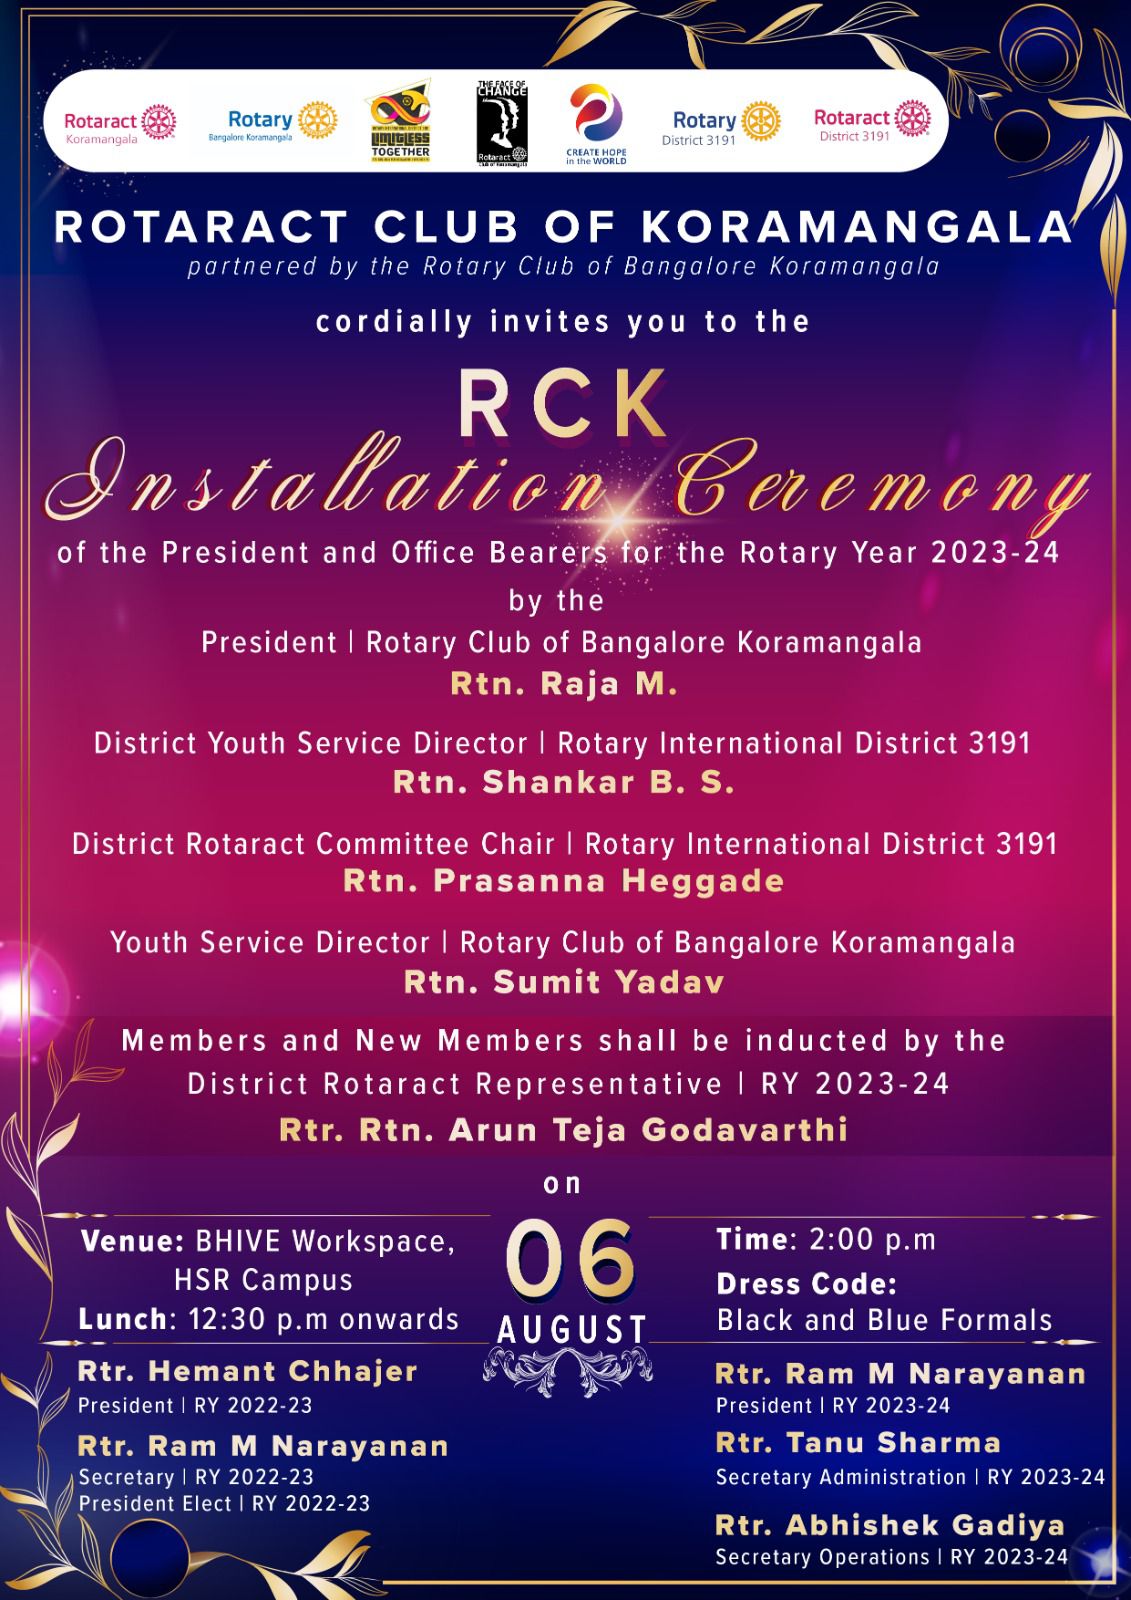 Rotaract
Koramangala
Rotary
Bangalore Koramangala
LIMITLESS
TOGETHER
THE FACE OF
CHANGE
Rotaract
CREATE HOPE
in the WORLD
Rotary
District 3191
Rotaract
District 3191
ROTARACT CLUB OF KORAMANGALA
partnered by the Rotary Club of Bangalore Koramangala
cordially invites you to the
RCK
Installation Ceremony
of the President and Office Bearers for the Rotary Year 2023-24
by the
President | Rotary Club of Bangalore Koramangala
Rtn. Raja M.
District Youth Service Director | Rotary International District 3191
Rtn. Shankar B. S.
District Rotaract Committee Chair | Rotary International District 3191
Rtn. Prasanna Heggade
Youth Service Director | Rotary Club of Bangalore Koramangala
Rtn. Sumit Yadav
Members and New Members shall be inducted by the
District Rotaract Representative | RY 2023-24
Rtr. Rtn. Arun Teja Godavarthi
on
06
AUGUST
Venue: BHIVE Workspace,
HSR Campus
Lunch: 12:30 p.m onwards
Time: 2:00 p.m
Dress Code:
Black and Blue Formals
Rtr. Hemant Chhajer
President | RY 2022-23
Rtr. Ram M Narayanan
Secretary | RY 2022-23
President Elect | RY 2022-23
Rtr. Ram M Narayanan
President | RY 2023-24
Rtr. Tanu Sharma
Secretary Administration | RY 2023-24
Rtr. Abhishek Gadiya
Secretary Operations | RY 2023-24